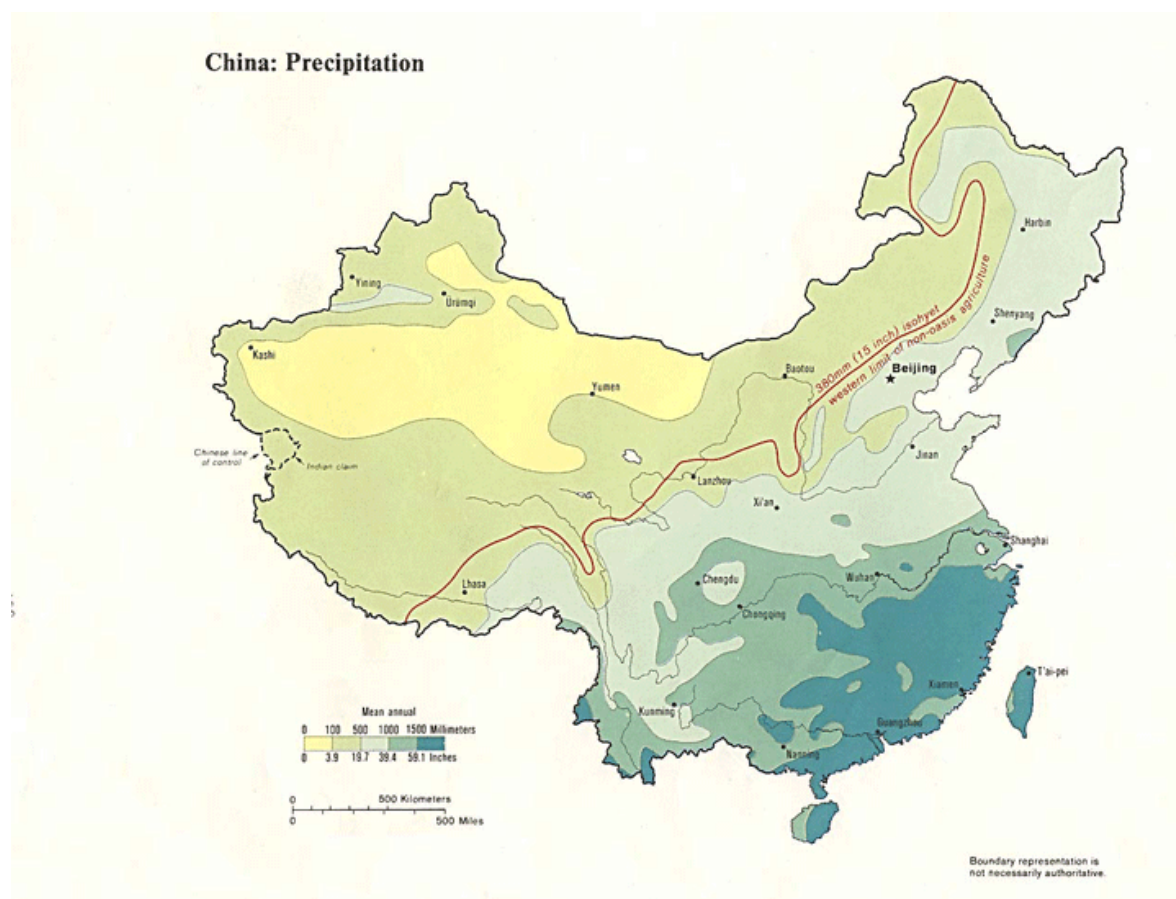 China: Precipitation
Harbin
Yining
Ürümqi
Shenyang
380mm (15 inch) isohyet
western limit of non-oasis agriculture
Kashi
Baotou
Beijing
Yumen
Chinese line
of control
Indian claim
Jinan
Lanzhou
Xi'an
Shanghai
Lhasa
Chengdu
Wuhan
Chongqing
T'ai-pei
Xiamen
Kunming
Guangzhou
Nanning
Mean annual
0 100 500 1000 1500 Millimeters
0 3.9 19.7 39.4 59.1 Inches
0 500 Kilometers
0 500 Miles
Boundary representation is
not necessarily authoritative.